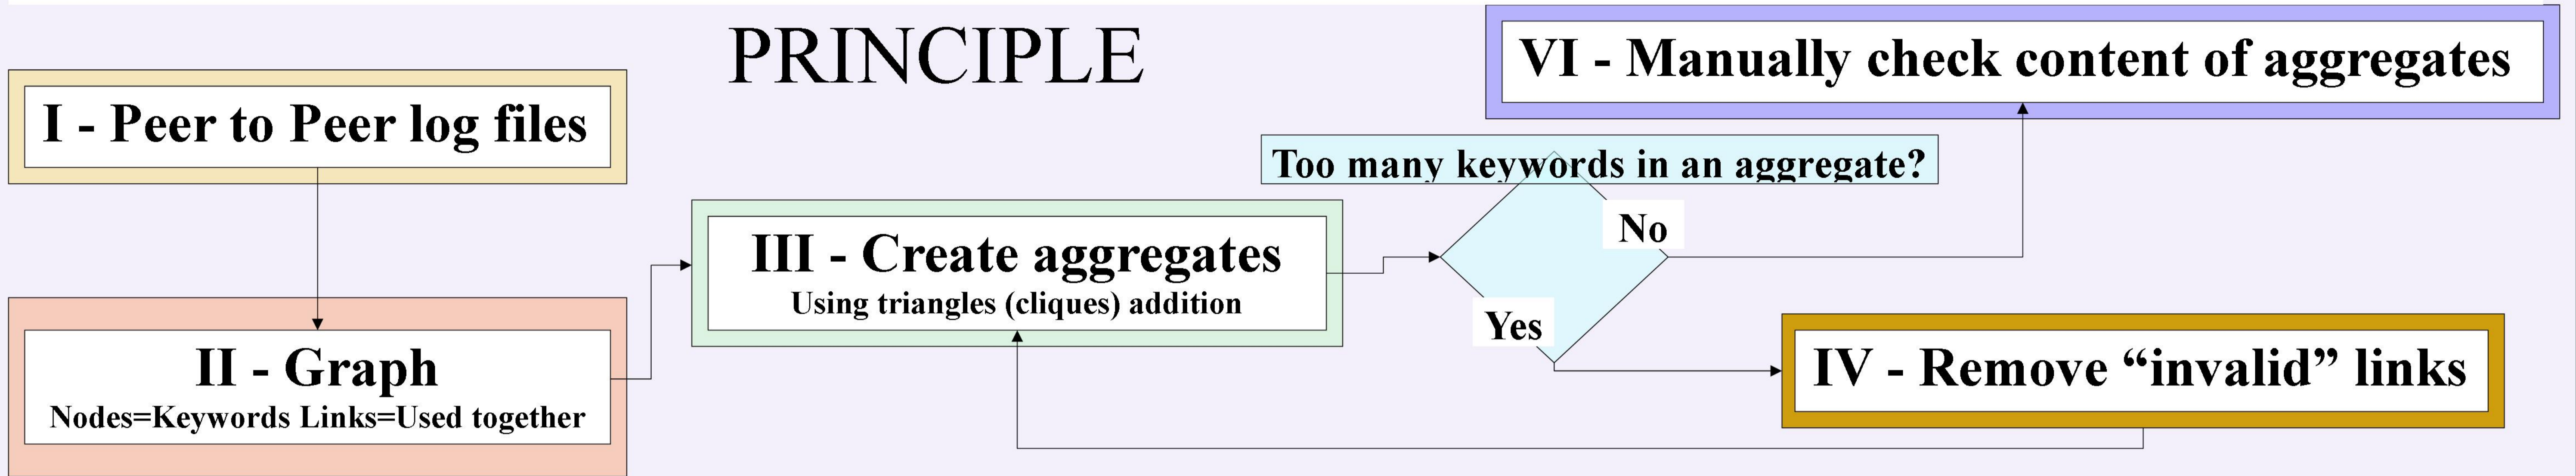 PRINCIPLE
I - Peer to Peer log files
II - Graph
Nodes=Keywords Links=Used together
III - Create aggregates
Using triangles (cliques) addition
Too many keywords in an aggregate?
No
Yes
VI - Manually check content of aggregates
IV - Remove “invalid” links